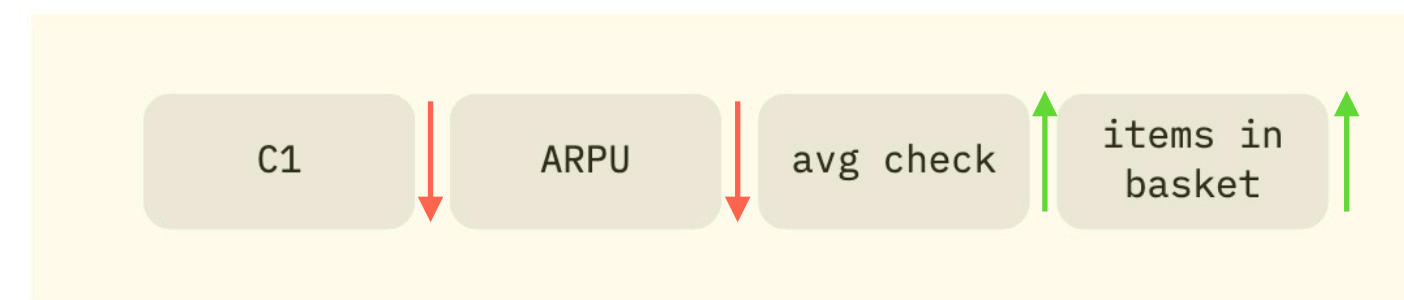 C1
ARPU
avg check
items in
basket